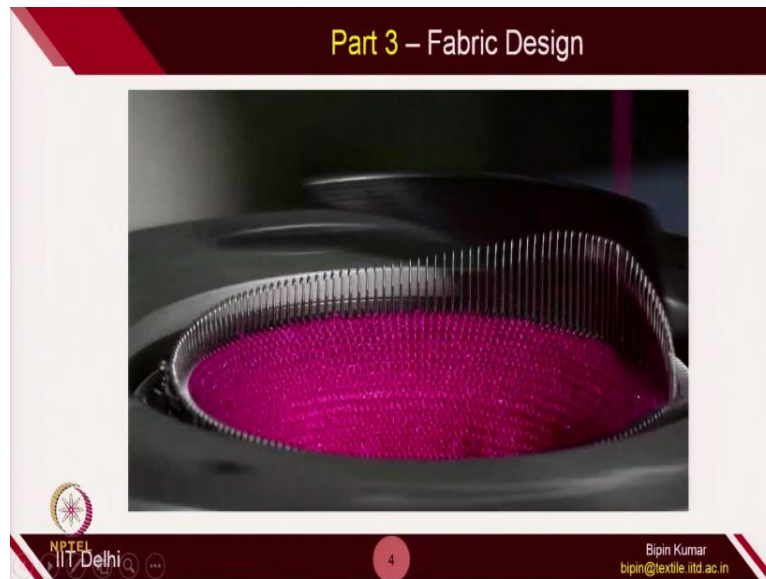 Part 3 – Fabric Design
NPTEL
IIT Delhi
4
Bipin Kumar
bipin@textile.iitd.ac.in